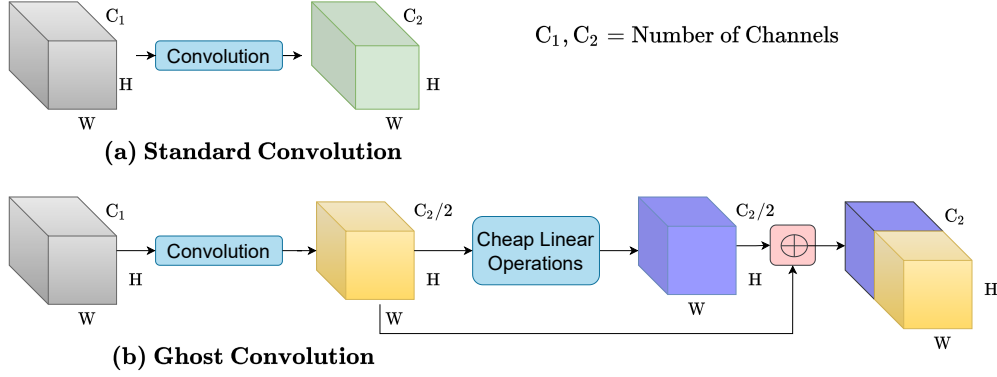 C₁
C₂
C₁, C₂ = Number of Channels
Convolution
H
H
W
W
(a) Standard Convolution
C₁
C₂/2
C₂/2
C₂
Convolution
Cheap Linear
Operations
H
H
H
H
W
W
W
W
(b) Ghost Convolution